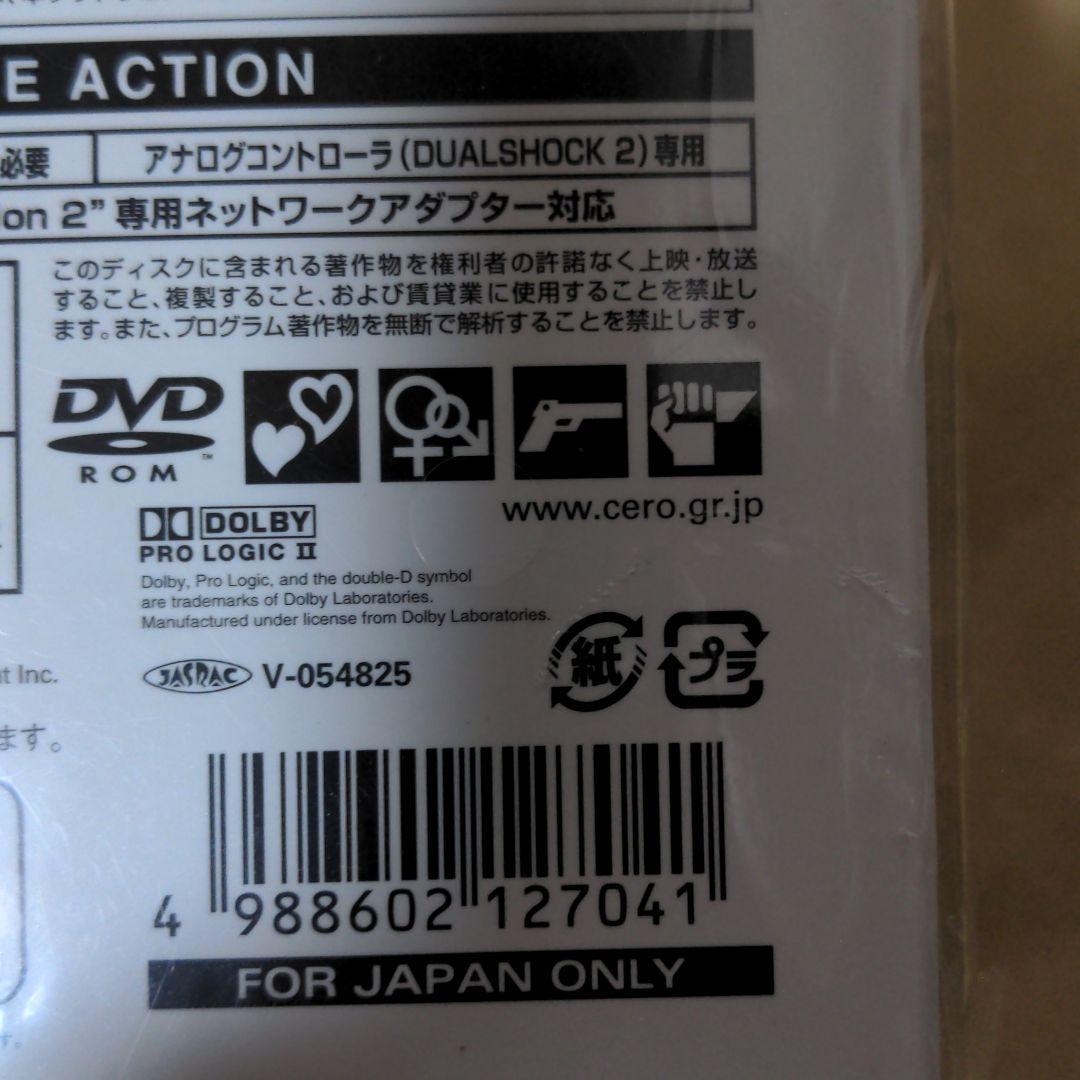 E ACTION
必要 アナログコントローラ(DUALSHOCK 2)専用
ion 2” 専用ネットワークアダプター対応
このディスクに含まれる著作物を権利者の許諾なく上映・放送
すること、複製すること、および賃貸業に使用することを禁止し
ます。また、プログラム著作物を無断で解析することを禁止します。
DVD
ROM
TM
www.cero.gr.jp
DOLBY
PRO LOGIC II
Dolby, Pro Logic, and the double-D symbol
are trademarks of Dolby Laboratories.
Manufactured under license from Dolby Laboratories.
紙 プラ
t Inc.
JASRAC V-054825
ます。
4 988602 127041
FOR JAPAN ONLY
す。